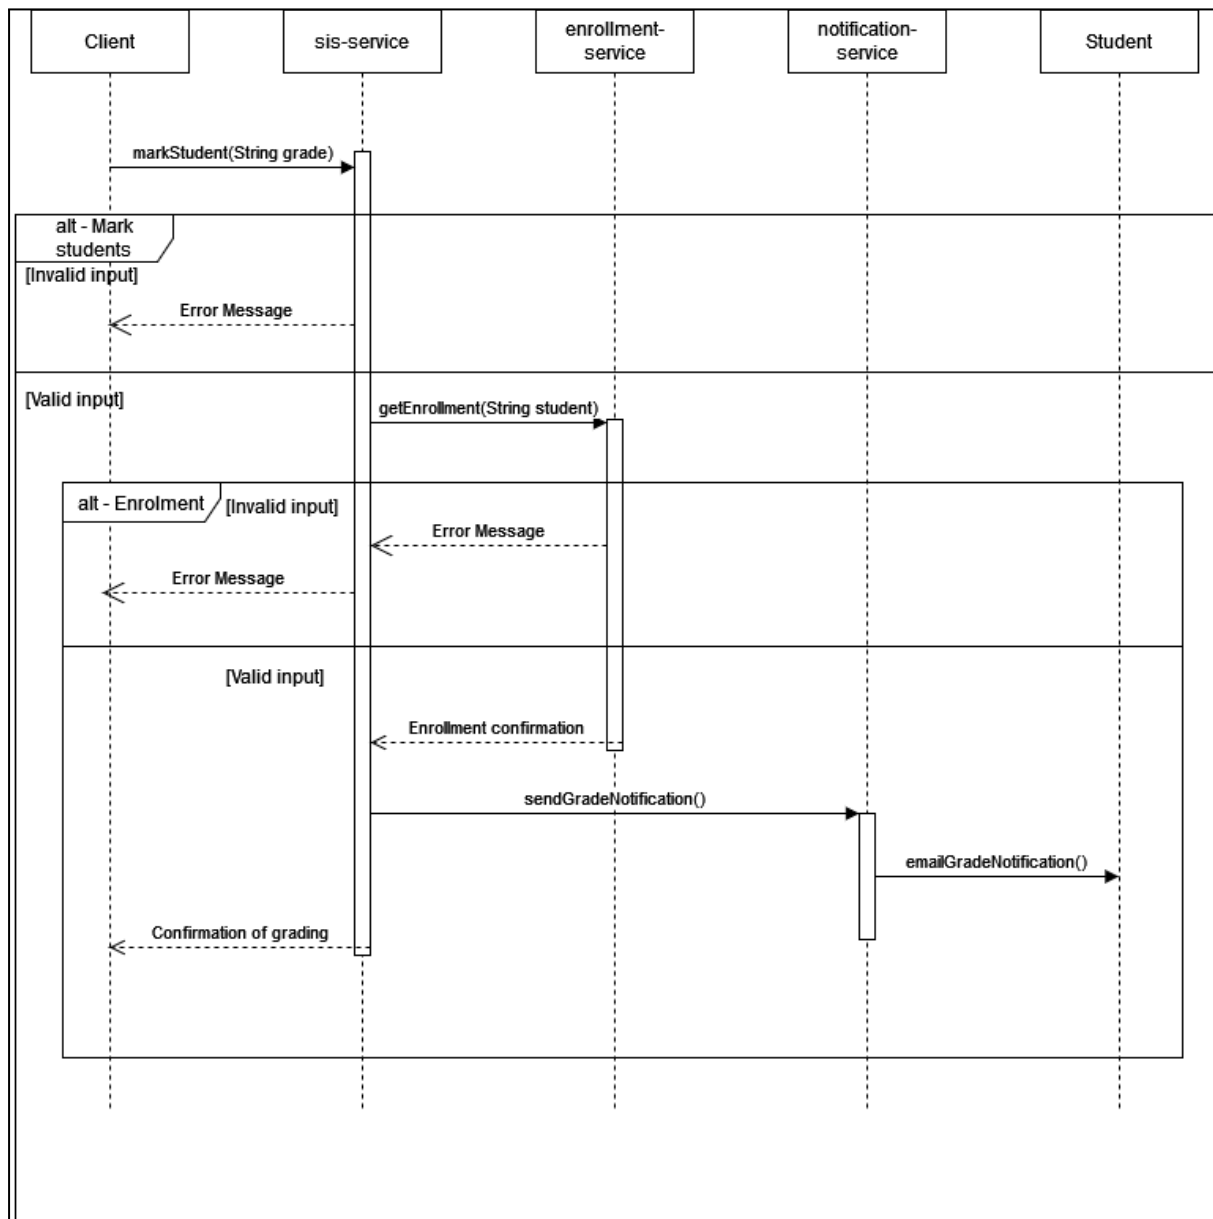 Client
sis-service
enrollment-
service
notification-
service
Student
markStudent(String grade)
alt - Mark
students
[Invalid input]
Error Message
[Valid input]
getEnrollment(String student)
alt - Enrolment
[Invalid input]
Error Message
Error Message
[Valid input]
Enrollment confirmation
sendGradeNotification()
emailGradeNotification()
Confirmation of grading